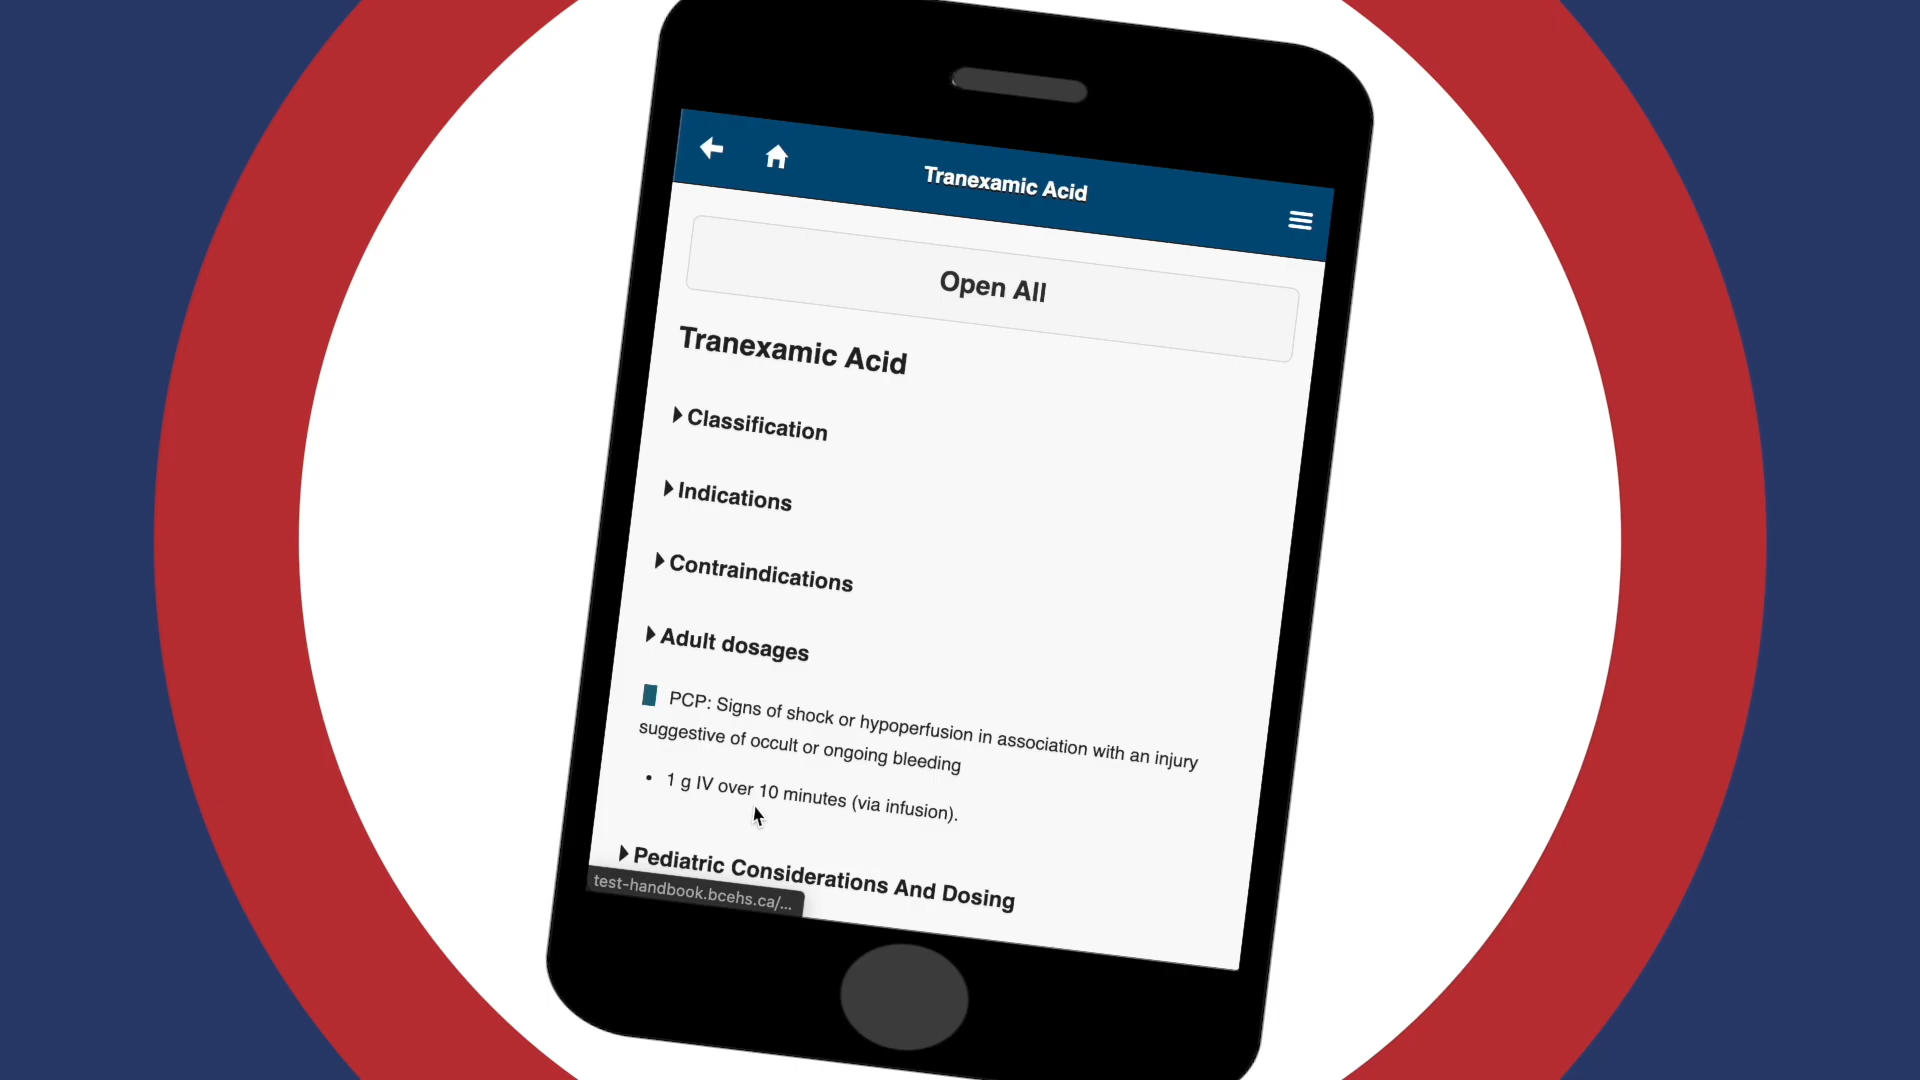 Tranexamic Acid
Open All
Tranexamic Acid
Classification
Indications
Contraindications
Adult dosages
PCP: Signs of shock or hypoperfusion in association with an injury
suggestive of occult or ongoing bleeding
• 1 g IV over 10 minutes (via infusion).
Pediatric Considerations And Dosing
test-handbook.bcehs.ca/...